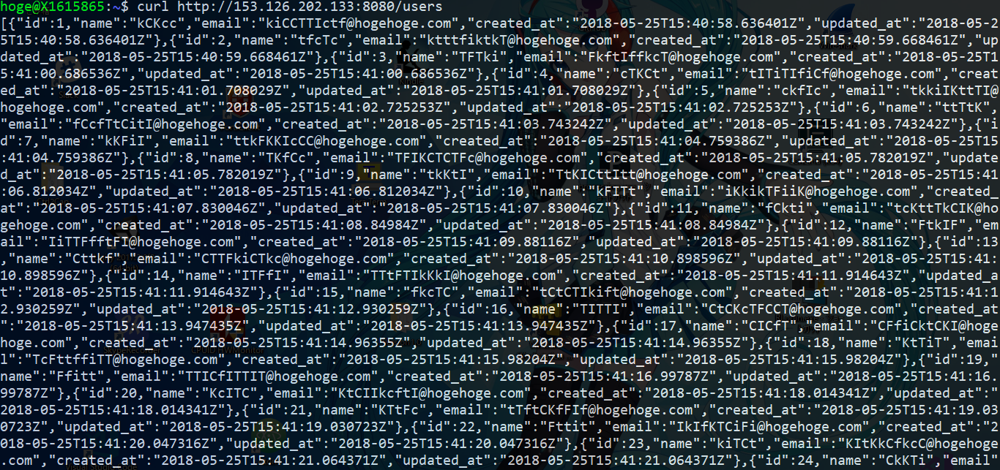 hoge@X1615865:~$ curl http://153.126.202.133:8080/users
[{"id":1,"name":"kCKcc","email":"kiCCTTIctf@hogehoge.com","created_at":"2018-05-25T15:40:58.636401Z","updated_at":"2018-05-2
5T15:40:58.636401Z"},{"id":2,"name":"tfcTc","email":"ktttfiktkT@hogehoge.com","created_at":"2018-05-25T15:40:59.668461Z","up
dated_at":"2018-05-25T15:40:59.668461Z"},{"id":3,"name":"TFTki","email":"FkftIffkcT@hogehoge.com","created_at":"2018-05-25T1
5:41:00.686536Z","updated_at":"2018-05-25T15:41:00.686536Z"},{"id":4,"name":"cTKCt","email":"tITiTIfiCf@hogehoge.com","creat
ed_at":"2018-05-25T15:41:01.708029Z","updated_at":"2018-05-25T15:41:01.708029Z"},{"id":5,"name":"ckfIc","email":"tkkiIKttTI@
hogehoge.com","created_at":"2018-05-25T15:41:02.725253Z","updated_at":"2018-05-25T15:41:02.725253Z"},{"id":6,"name":"ttTtK",
"email":"fCcfTtCitI@hogehoge.com","created_at":"2018-05-25T15:41:03.743242Z","updated_at":"2018-05-25T15:41:03.743242Z"},{"i
d":7,"name":"kKFiI","email":"ttkFKKIcCC@hogehoge.com","created_at":"2018-05-25T15:41:04.759386Z","updated_at":"2018-05-25T15
:41:04.759386Z"},{"id":8,"name":"TKfCc","email":"TFIKCTCTFc@hogehoge.com","created_at":"2018-05-25T15:41:05.782019Z","update
d_at":"2018-05-25T15:41:05.782019Z"},{"id":9,"name":"tkKtI","email":"TtKICttItt@hogehoge.com","created_at":"2018-05-25T15:41
:06.812034Z","updated_at":"2018-05-25T15:41:06.812034Z"},{"id":10,"name":"kFITt","email":"iKkikTFiiK@hogehoge.com","created_
at":"2018-05-25T15:41:07.830046Z","updated_at":"2018-05-25T15:41:07.830046Z"},{"id":11,"name":"fCkti","email":"tcKttTkCIK@ho
gehoge.com","created_at":"2018-05-25T15:41:08.84984Z","updated_at":"2018-05-25T15:41:08.84984Z"},{"id":12,"name":"FtkIF","em
ail":"IiTTFfftFI@hogehoge.com","created_at":"2018-05-25T15:41:09.88116Z","updated_at":"2018-05-25T15:41:09.88116Z"},{"id":13
,"name":"Cttkf","email":"CTTFkiCTkc@hogehoge.com","created_at":"2018-05-25T15:41:10.898596Z","updated_at":"2018-05-25T15:41:
10.898596Z"},{"id":14,"name":"ITFfI","email":"TTtFTIkKkI@hogehoge.com","created_at":"2018-05-25T15:41:11.914643Z","updated_a
t":"2018-05-25T15:41:11.914643Z"},{"id":15,"name":"fkcTC","email":"tCtCTIkift@hogehoge.com","created_at":"2018-05-25T15:41:1
2.930259Z","updated_at":"2018-05-25T15:41:12.930259Z"},{"id":16,"name":"TITTI","email":"CtCKcTFCCT@hogehoge.com","created_at
":"2018-05-25T15:41:13.947435Z","updated_at":"2018-05-25T15:41:13.947435Z"},{"id":17,"name":"CICfT","email":"CFfiCktCKI@hoge
hoge.com","created_at":"2018-05-25T15:41:14.96355Z","updated_at":"2018-05-25T15:41:14.96355Z"},{"id":18,"name":"KtTiT","emai
l":"TcFttffiTT@hogehoge.com","created_at":"2018-05-25T15:41:15.98204Z","updated_at":"2018-05-25T15:41:15.98204Z"},{"id":19,"
name":"Ffitt","email":"TTICfITTIT@hogehoge.com","created_at":"2018-05-25T15:41:16.99787Z","updated_at":"2018-05-25T15:41:16.
99787Z"},{"id":20,"name":"KcITC","email":"KtCIIkcftI@hogehoge.com","created_at":"2018-05-25T15:41:18.014341Z","updated_at":"
2018-05-25T15:41:18.014341Z"},{"id":21,"name":"KTtFc","email":"tTftCKfFIf@hogehoge.com","created_at":"2018-05-25T15:41:19.03
0723Z","updated_at":"2018-05-25T15:41:19.030723Z"},{"id":22,"name":"Fttit","email":"IkIfKTCiFi@hogehoge.com","created_at":"2
018-05-25T15:41:20.047316Z","updated_at":"2018-05-25T15:41:20.047316Z"},{"id":23,"name":"kiTCt","email":"KItKkCfkcC@hogehoge
.com","created_at":"2018-05-25T15:41:21.064371Z","updated_at":"2018-05-25T15:41:21.064371Z"},{"id":24,"name":"CkKTi","email"